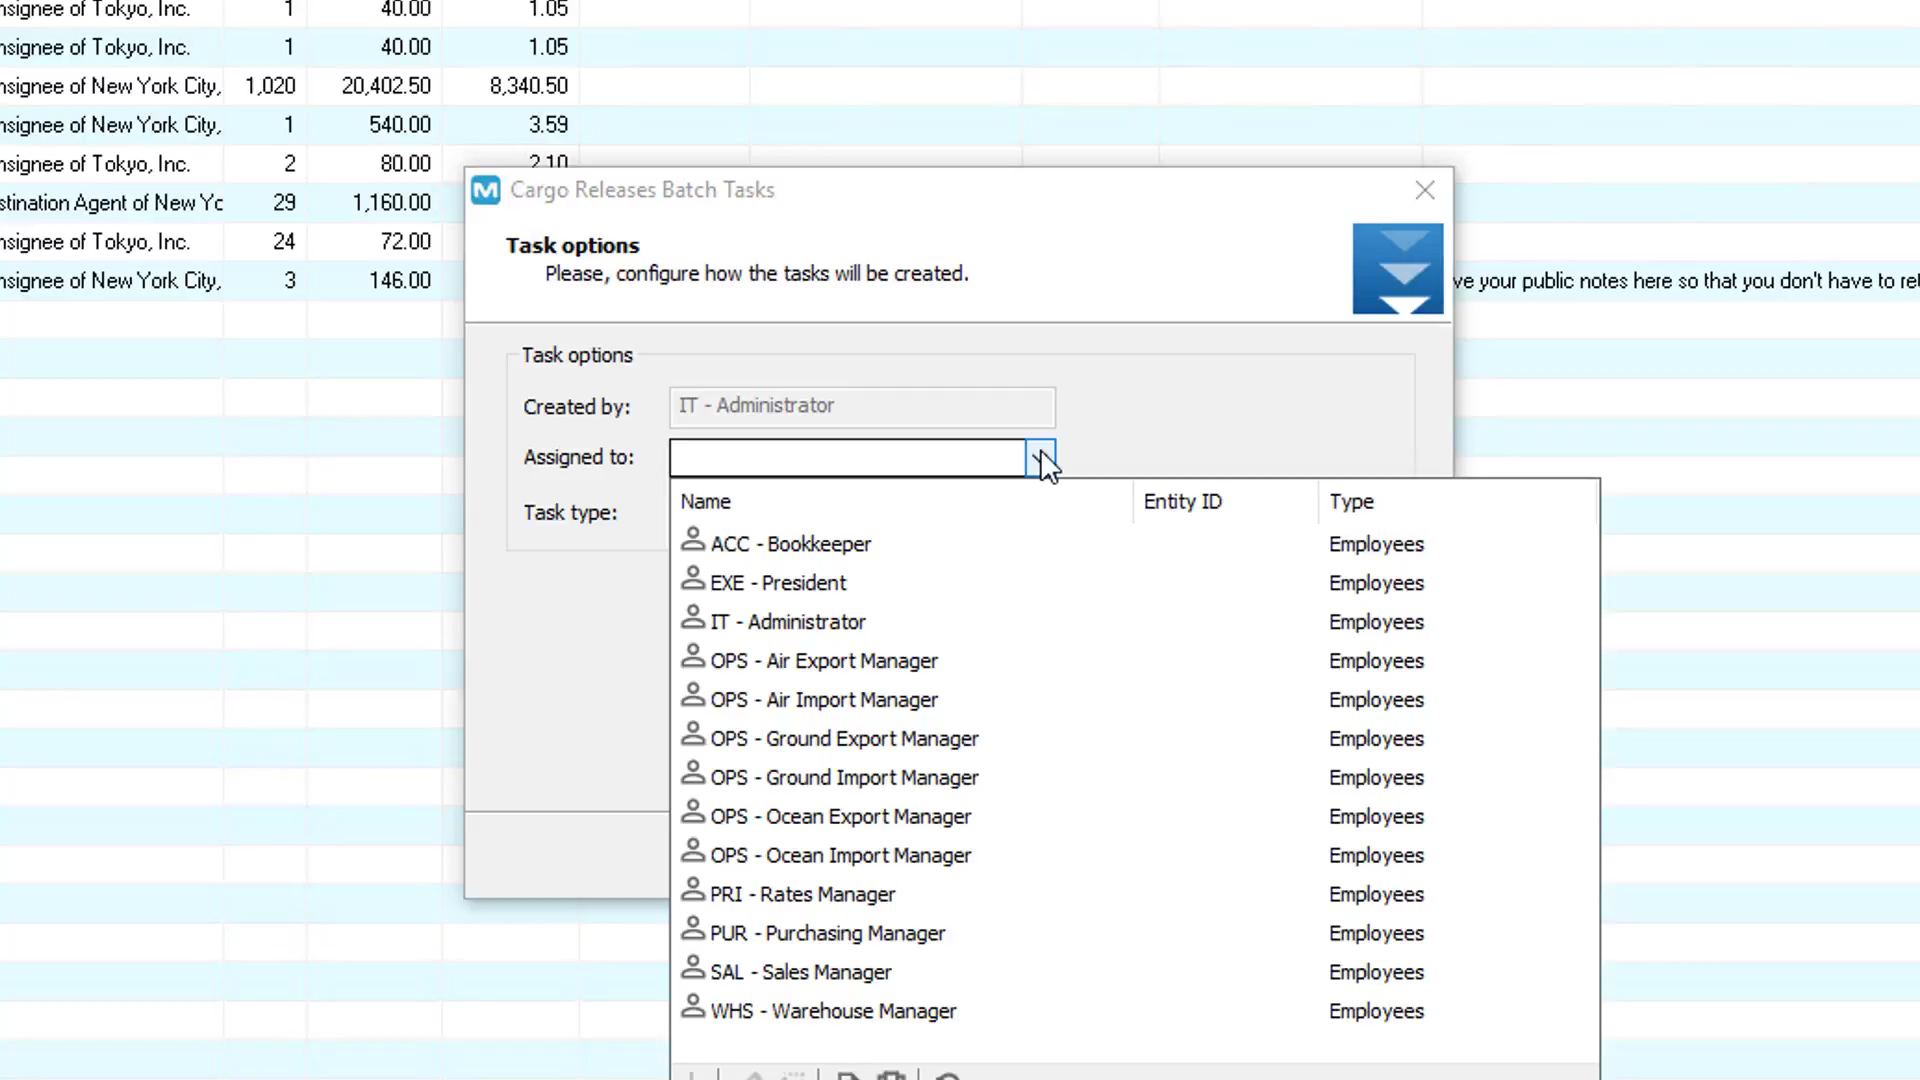 nsignee of Tokyo, Inc. 1 40.00 1.05
nsignee of Tokyo, Inc. 1 40.00 1.05
nsignee of New York City, 1,020 20,402.50 8,340.50
nsignee of New York City, 1 540.00 3.59
nsignee of Tokyo, Inc. 2 80.00 2.10
stination Agent of New Yo 29 1,160.00
nsignee of Tokyo, Inc. 24 72.00
nsignee of New York City, 3 146.00
ve your public notes here so that you don't have to ret
Cargo Releases Batch Tasks
Task options
Please, configure how the tasks will be created.
Task options
Created by: IT - Administrator
Assigned to:
Task type:
Name Entity ID Type
ACC - Bookkeeper Employees
EXE - President Employees
IT - Administrator Employees
OPS - Air Export Manager Employees
OPS - Air Import Manager Employees
OPS - Ground Export Manager Employees
OPS - Ground Import Manager Employees
OPS - Ocean Export Manager Employees
OPS - Ocean Import Manager Employees
PRI - Rates Manager Employees
PUR - Purchasing Manager Employees
SAL - Sales Manager Employees
WHS - Warehouse Manager Employees